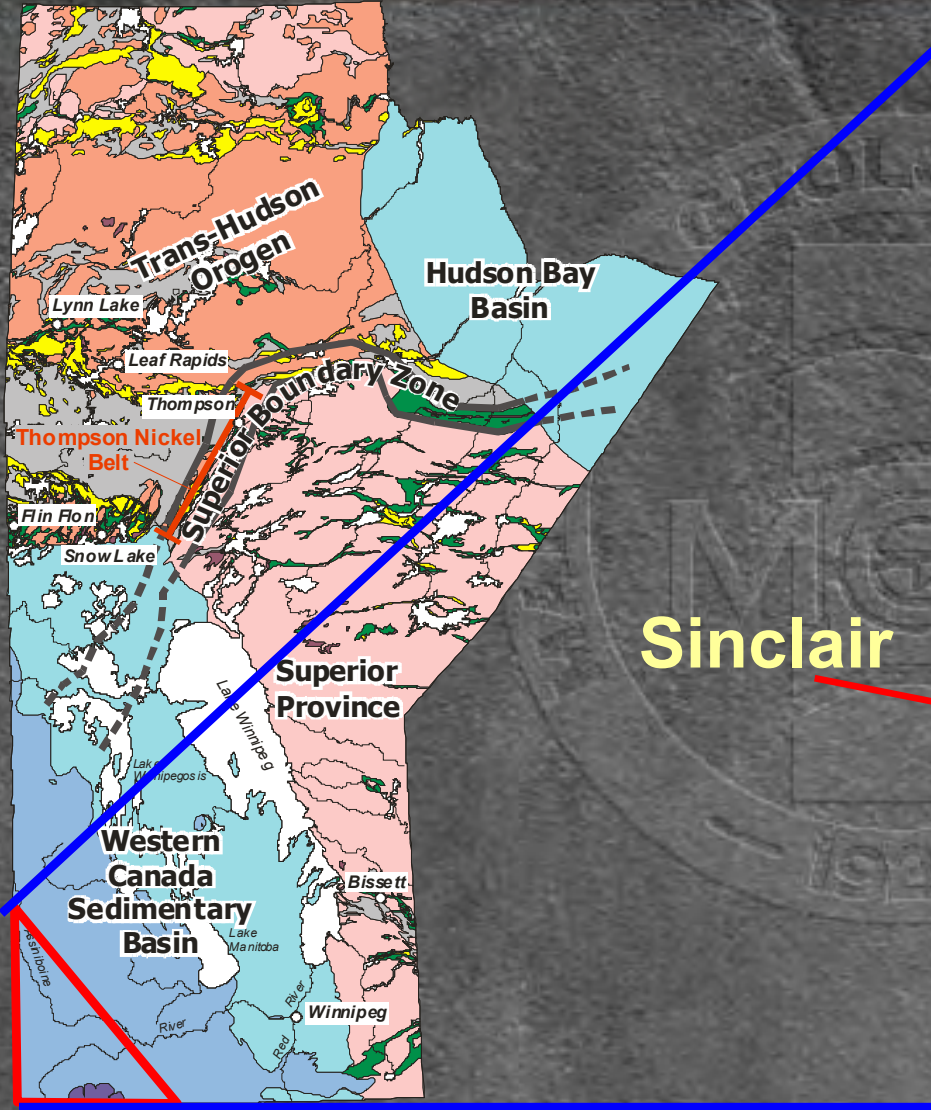 Trans-Hudson
Orogen
Hudson Bay
Basin
Lynn Lake
Leaf Rapids
Superior Boundary Zone
Thompson
Thompson Nickel
Belt
Flin Flon
Snow Lake
Sinclair
Superior
Province
Lake Winnipeg
Lake
Winnipegosis
Western
Canada
Sedimentary
Basin
Bissett
Lake
Manitoba
Assiniboine
River
Winnipeg
River
Red